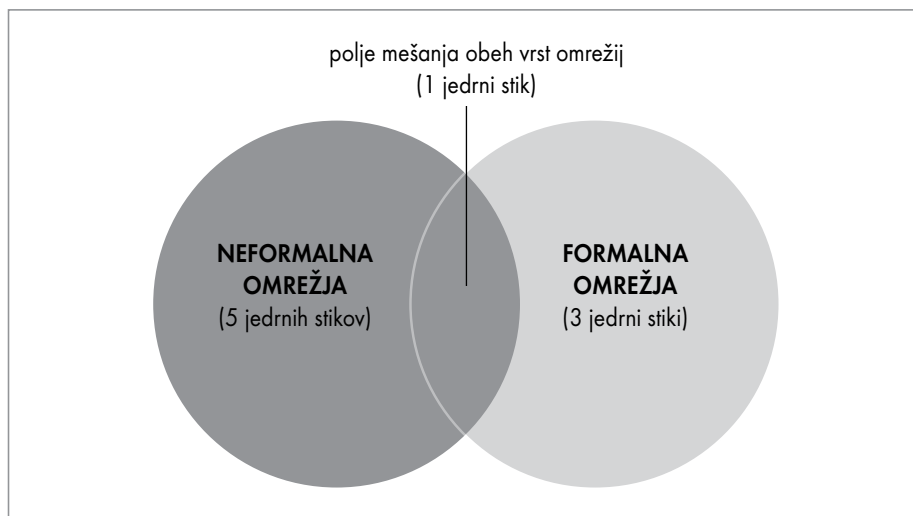 polje mešanja obeh vrst omrežij
(1 jedrni stik)
NEFORMALNA
OMREŽJA
(5 jedrnih stikov)
FORMALNA
OMREŽJA
(3 jedrni stiki)